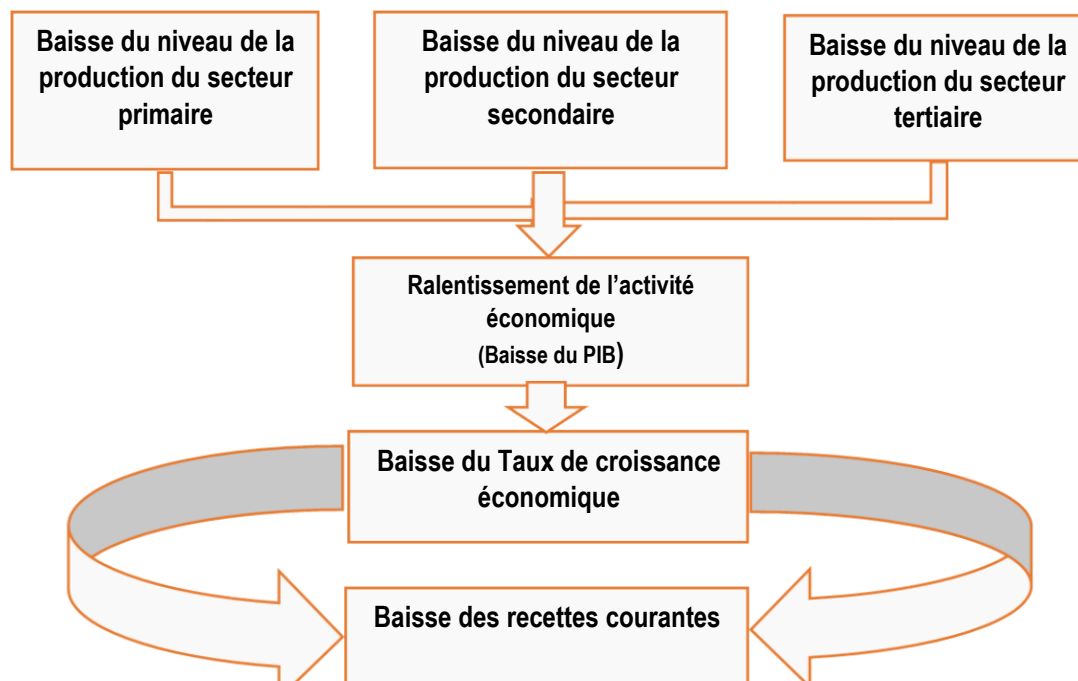 Baisse du niveau de la
production du secteur
primaire
Baisse du niveau de la
production du secteur
secondaire
Baisse du niveau de la
production du secteur
tertiaire
Ralentissement de l’activité
économique
(Baisse du PIB)
Baisse du Taux de croissance
économique
Baisse des recettes courantes